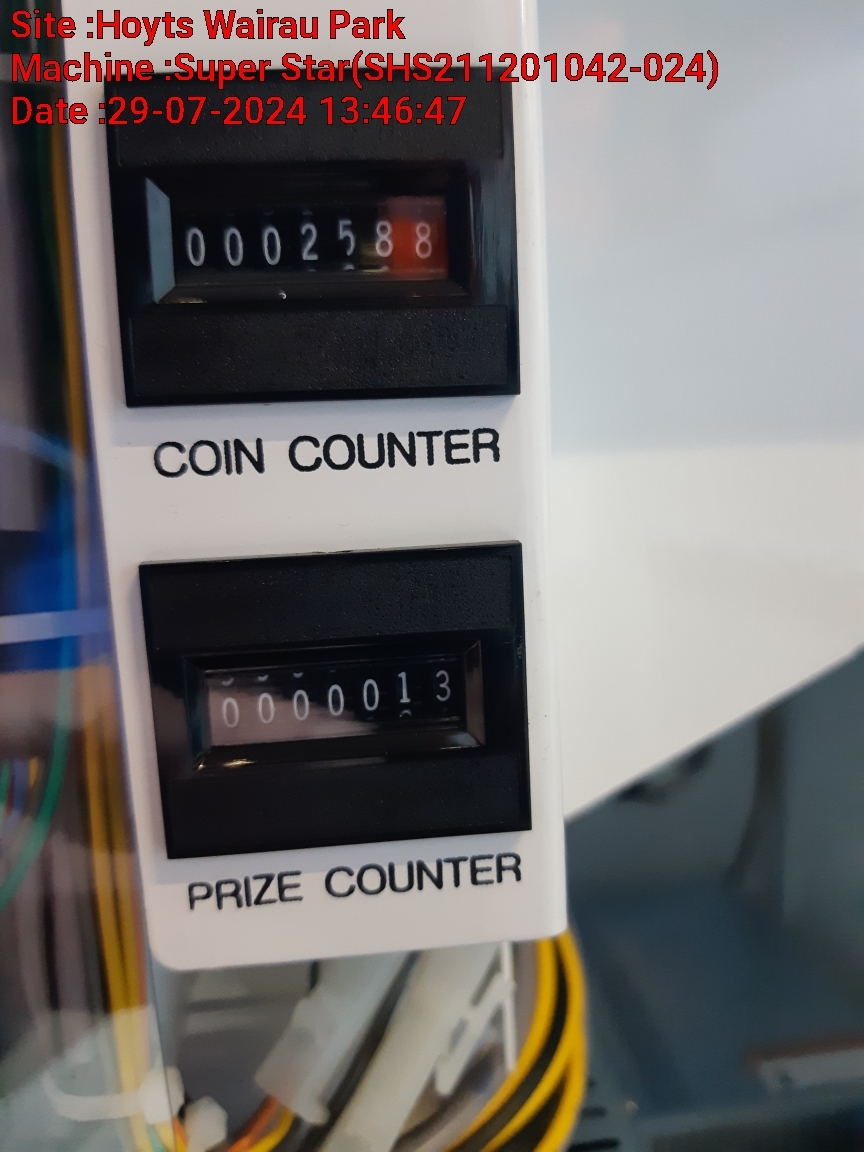 Site :Hoyts Wairau Park
Machine :Super Star(SHS211201042-024)
Date :29-07-2024 13:46:47
0002588
COIN COUNTER
0000013
PRIZE COUNTER